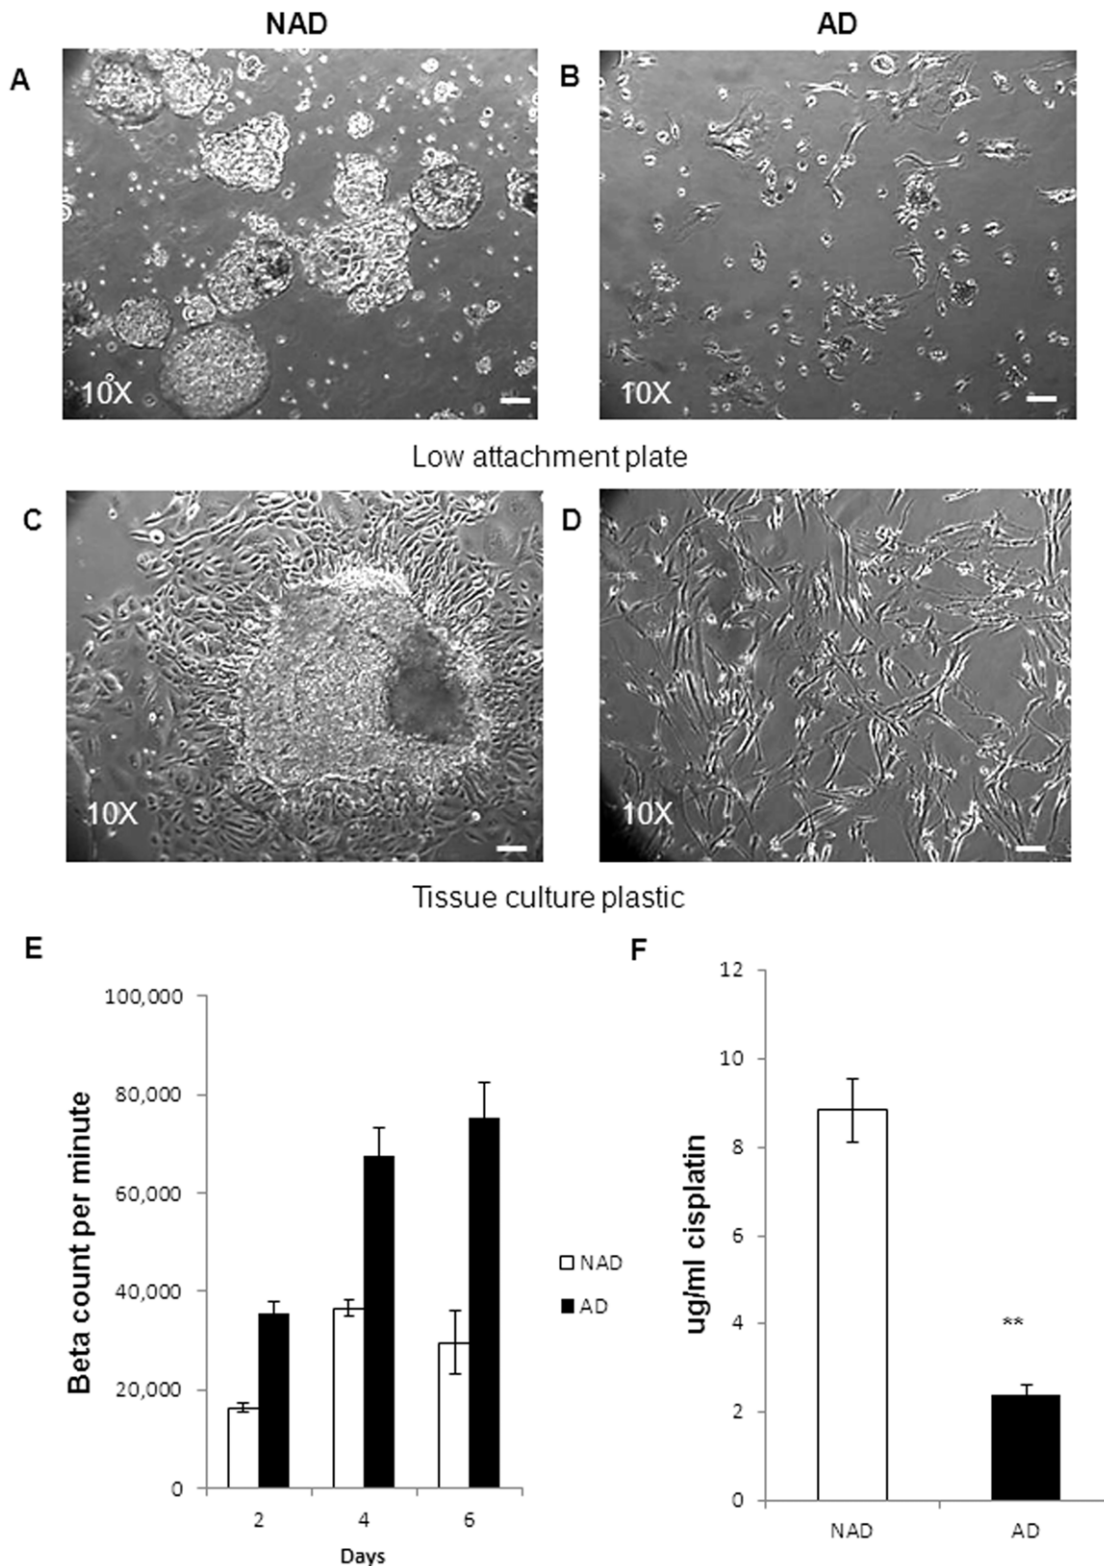 NAD AD
A B
10X 10X
Low attachment plate
C D
10X 10X
Tissue culture plastic
E
Beta count per minute
100,000
80,000
60,000
40,000
20,000
0
2 4 6
Days
NAD
AD
F
ug/ml cisplatin
12
10
8
6
4
2
0
**
NAD AD